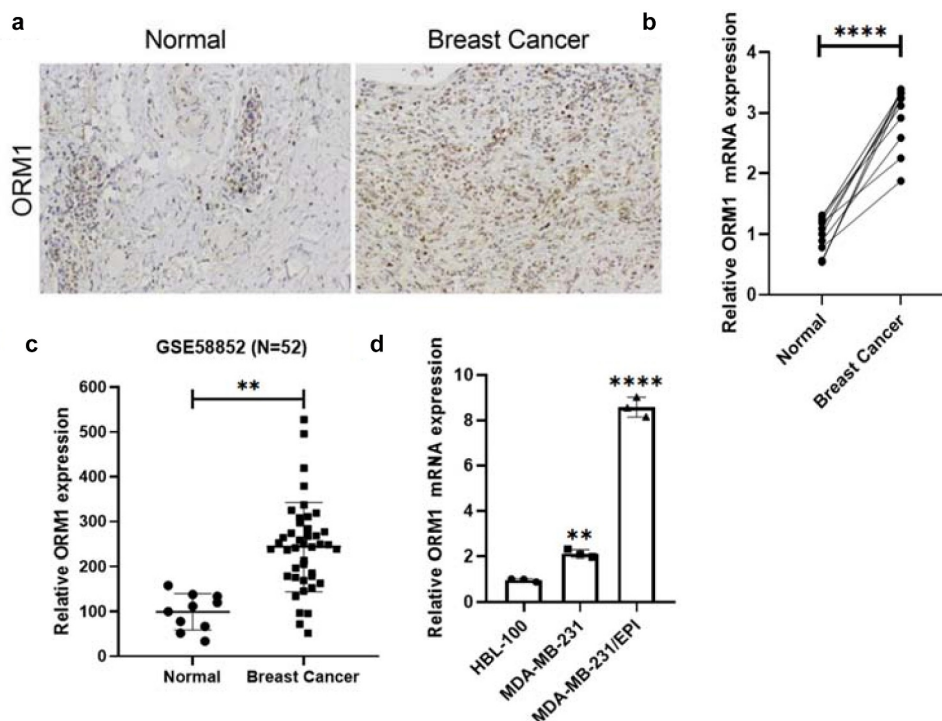 a
Normal
Breast Cancer
ORM1
b
Relative ORM1 mRNA expression
4
3
2
1
0
****
Normal
Breast Cancer
c
GSE58852 (N=52)
Relative ORM1 expression
600
500
400
300
200
100
0
**
Normal
Breast Cancer
d
Relative ORM1 mRNA expression
10
8
6
4
2
0
**
****
HBL-100
MDA-MB-231
MDA-MB-231/EPI